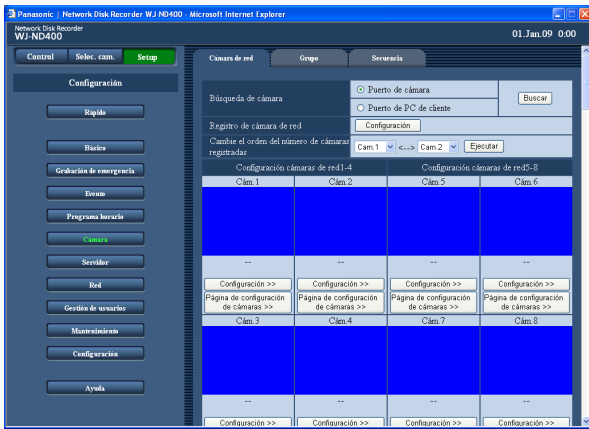 Panasonic | Network Disk Recorder WJ-ND400 - Microsoft Internet Explorer
Network Disk Recorder
WJ-ND400
01.Jan.09 0:00
Control Selec. cam. Setup
Configuración
Rápido
Básico
Grabación de emergencia
Evento
Programa horario
Cámara
Servidor
Red
Gestión de usuarios
Mantenimiento
Configuración
Ayuda
Cámara de red Grupo Secuencia
Búsqueda de cámara
Puerto de cámara
Puerto de PC de cliente
Buscar
Registro de cámara de red
Configuración
Cambie el orden del número de cámaras
registradas
Cam.1 <--> Cam.2 Ejecutar
Configuración cámaras de red1-4 Configuración cámaras de red5-8
Cám.1 Cám.2 Cám.5 Cám.6
-- -- -- --
Configuración >> Configuración >> Configuración >> Configuración >>
Página de configuración Página de configuración Página de configuración Página de configuración
de cámaras >> de cámaras >> de cámaras >> de cámaras >>
Cám.3 Cám.4 Cám.7 Cám.8
-- -- -- --
Configuración >> Configuración >> Configuración >> Configuración >>